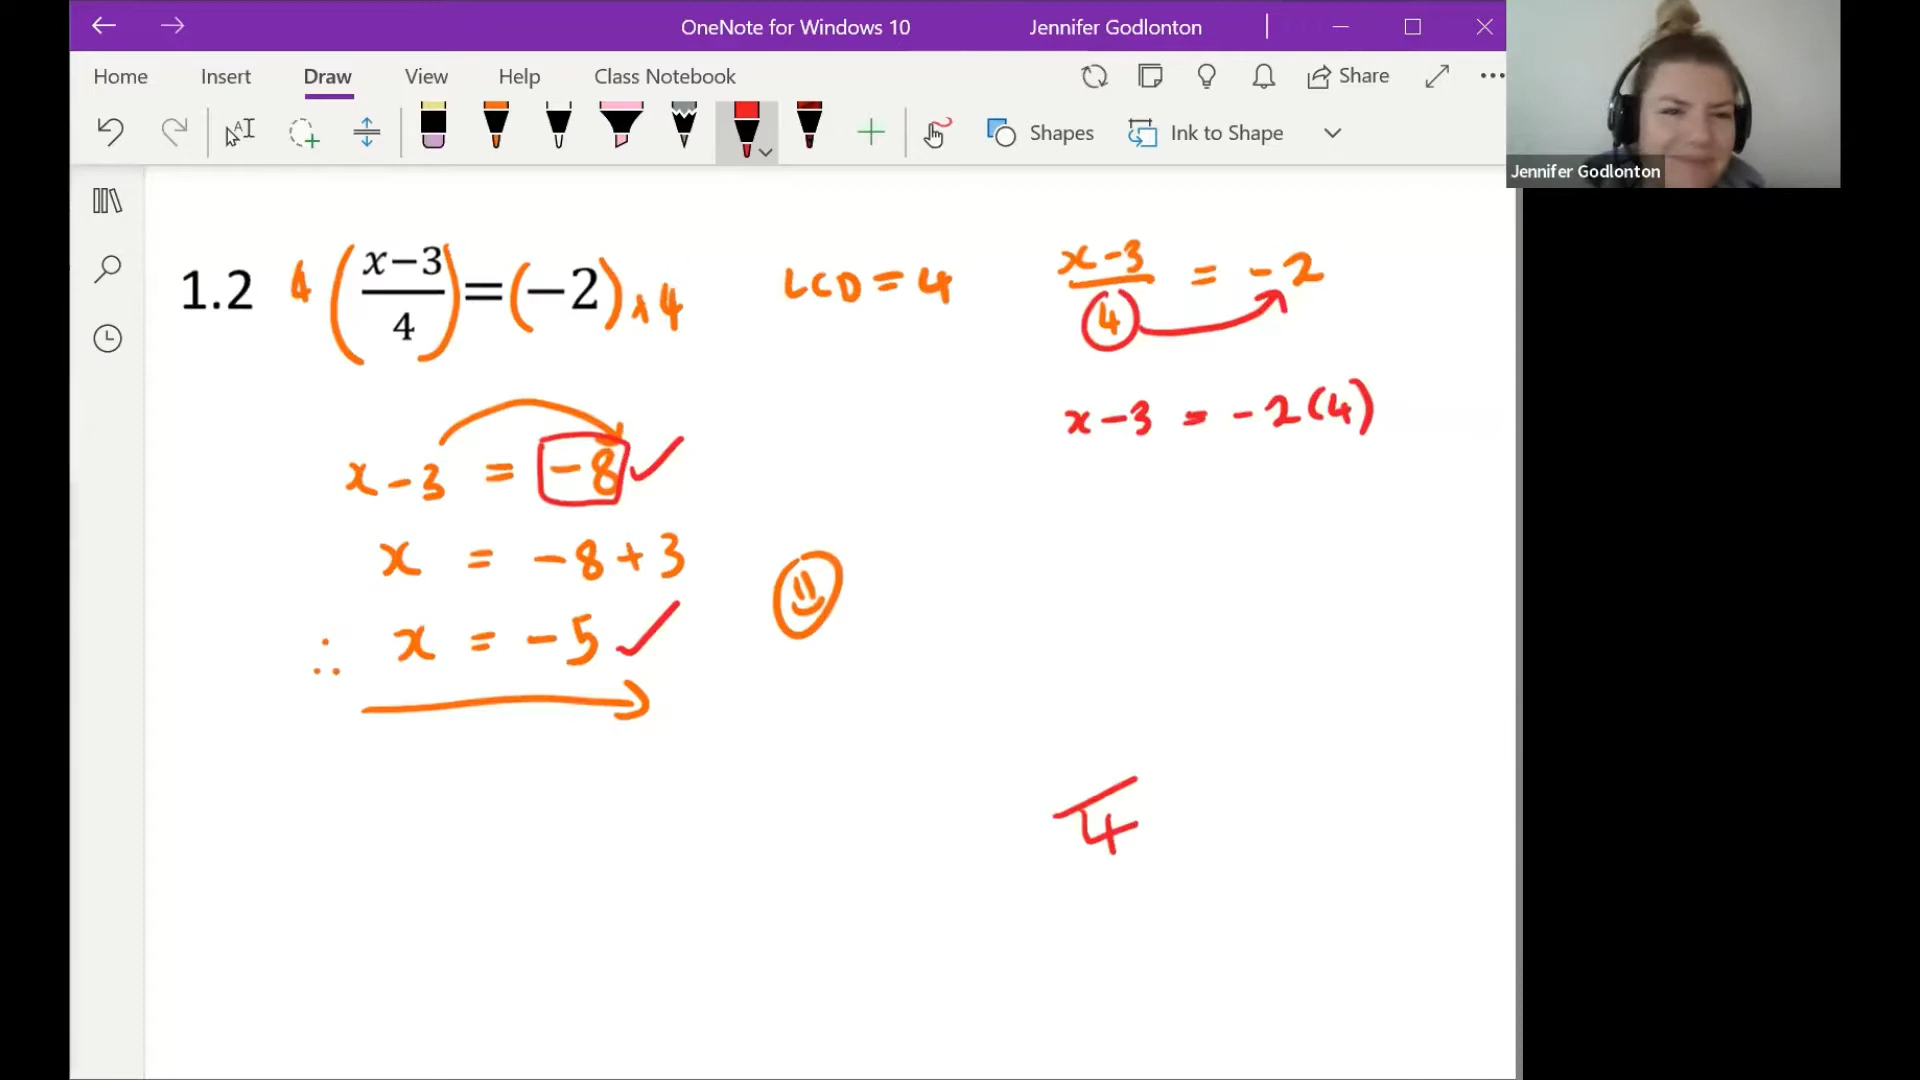 OneNote for Windows 10 Jennifer Godlonton
Home Insert Draw View Help Class Notebook Share
Shapes Ink to Shape
Jennifer Godlonton
1.2 4(x−3/4)=(−2)×4 LCD = 4
x−3/4 = −2
x−3 = −2(4)
x−3 = −8 ✓
x = −8+3
∴ x = −5 ✓
4